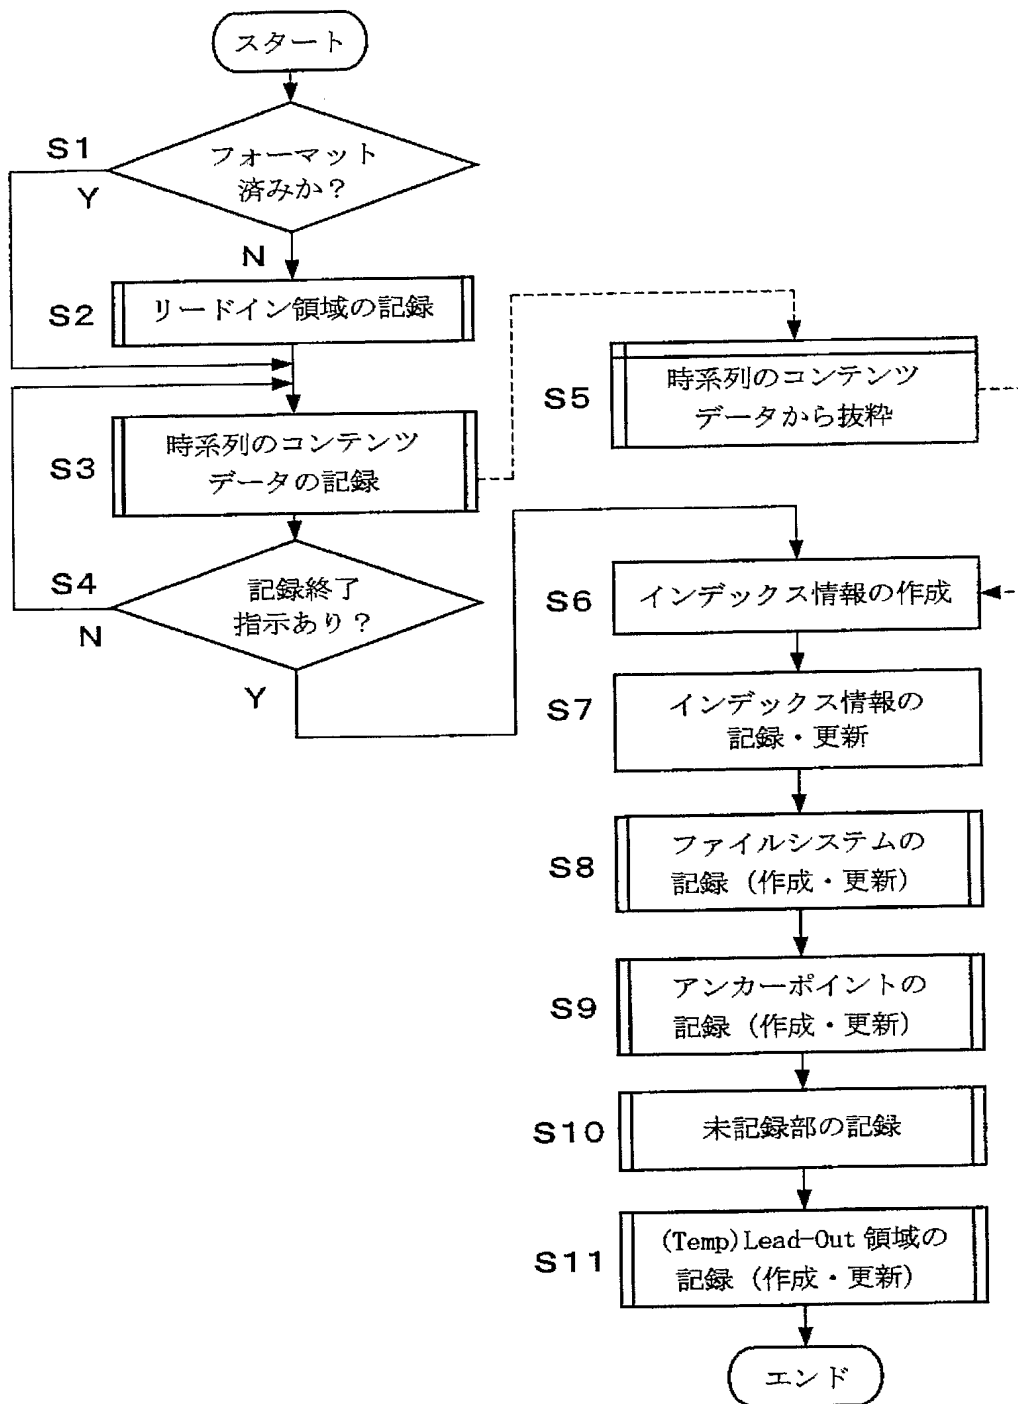 スタート
S1
フォーマット
済みか？
Y
N
S2
リードイン領域の記録
S3
時系列のコンテンツ
データの記録
S4
記録終了
指示あり？
N
Y
S5
時系列のコンテンツ
データから抜粋
S6
インデックス情報の作成
S7
インデックス情報の
記録・更新
S8
ファイルシステムの
記録（作成・更新）
S9
アンカーポイントの
記録（作成・更新）
S10
未記録部の記録
S11
(Temp)Lead-Out 領域の
記録（作成・更新）
エンド